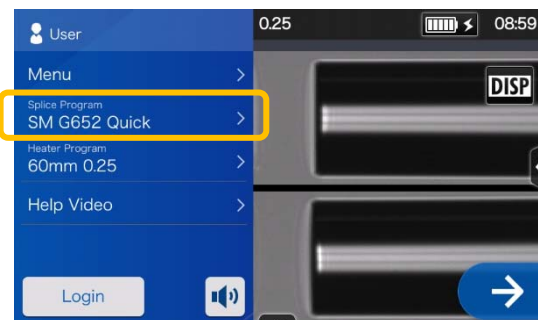 User
0.25
08:59
Menu
DISP
Splice Program
SM G652 Quick
Heater Program
60mm 0.25
Help Video
Login